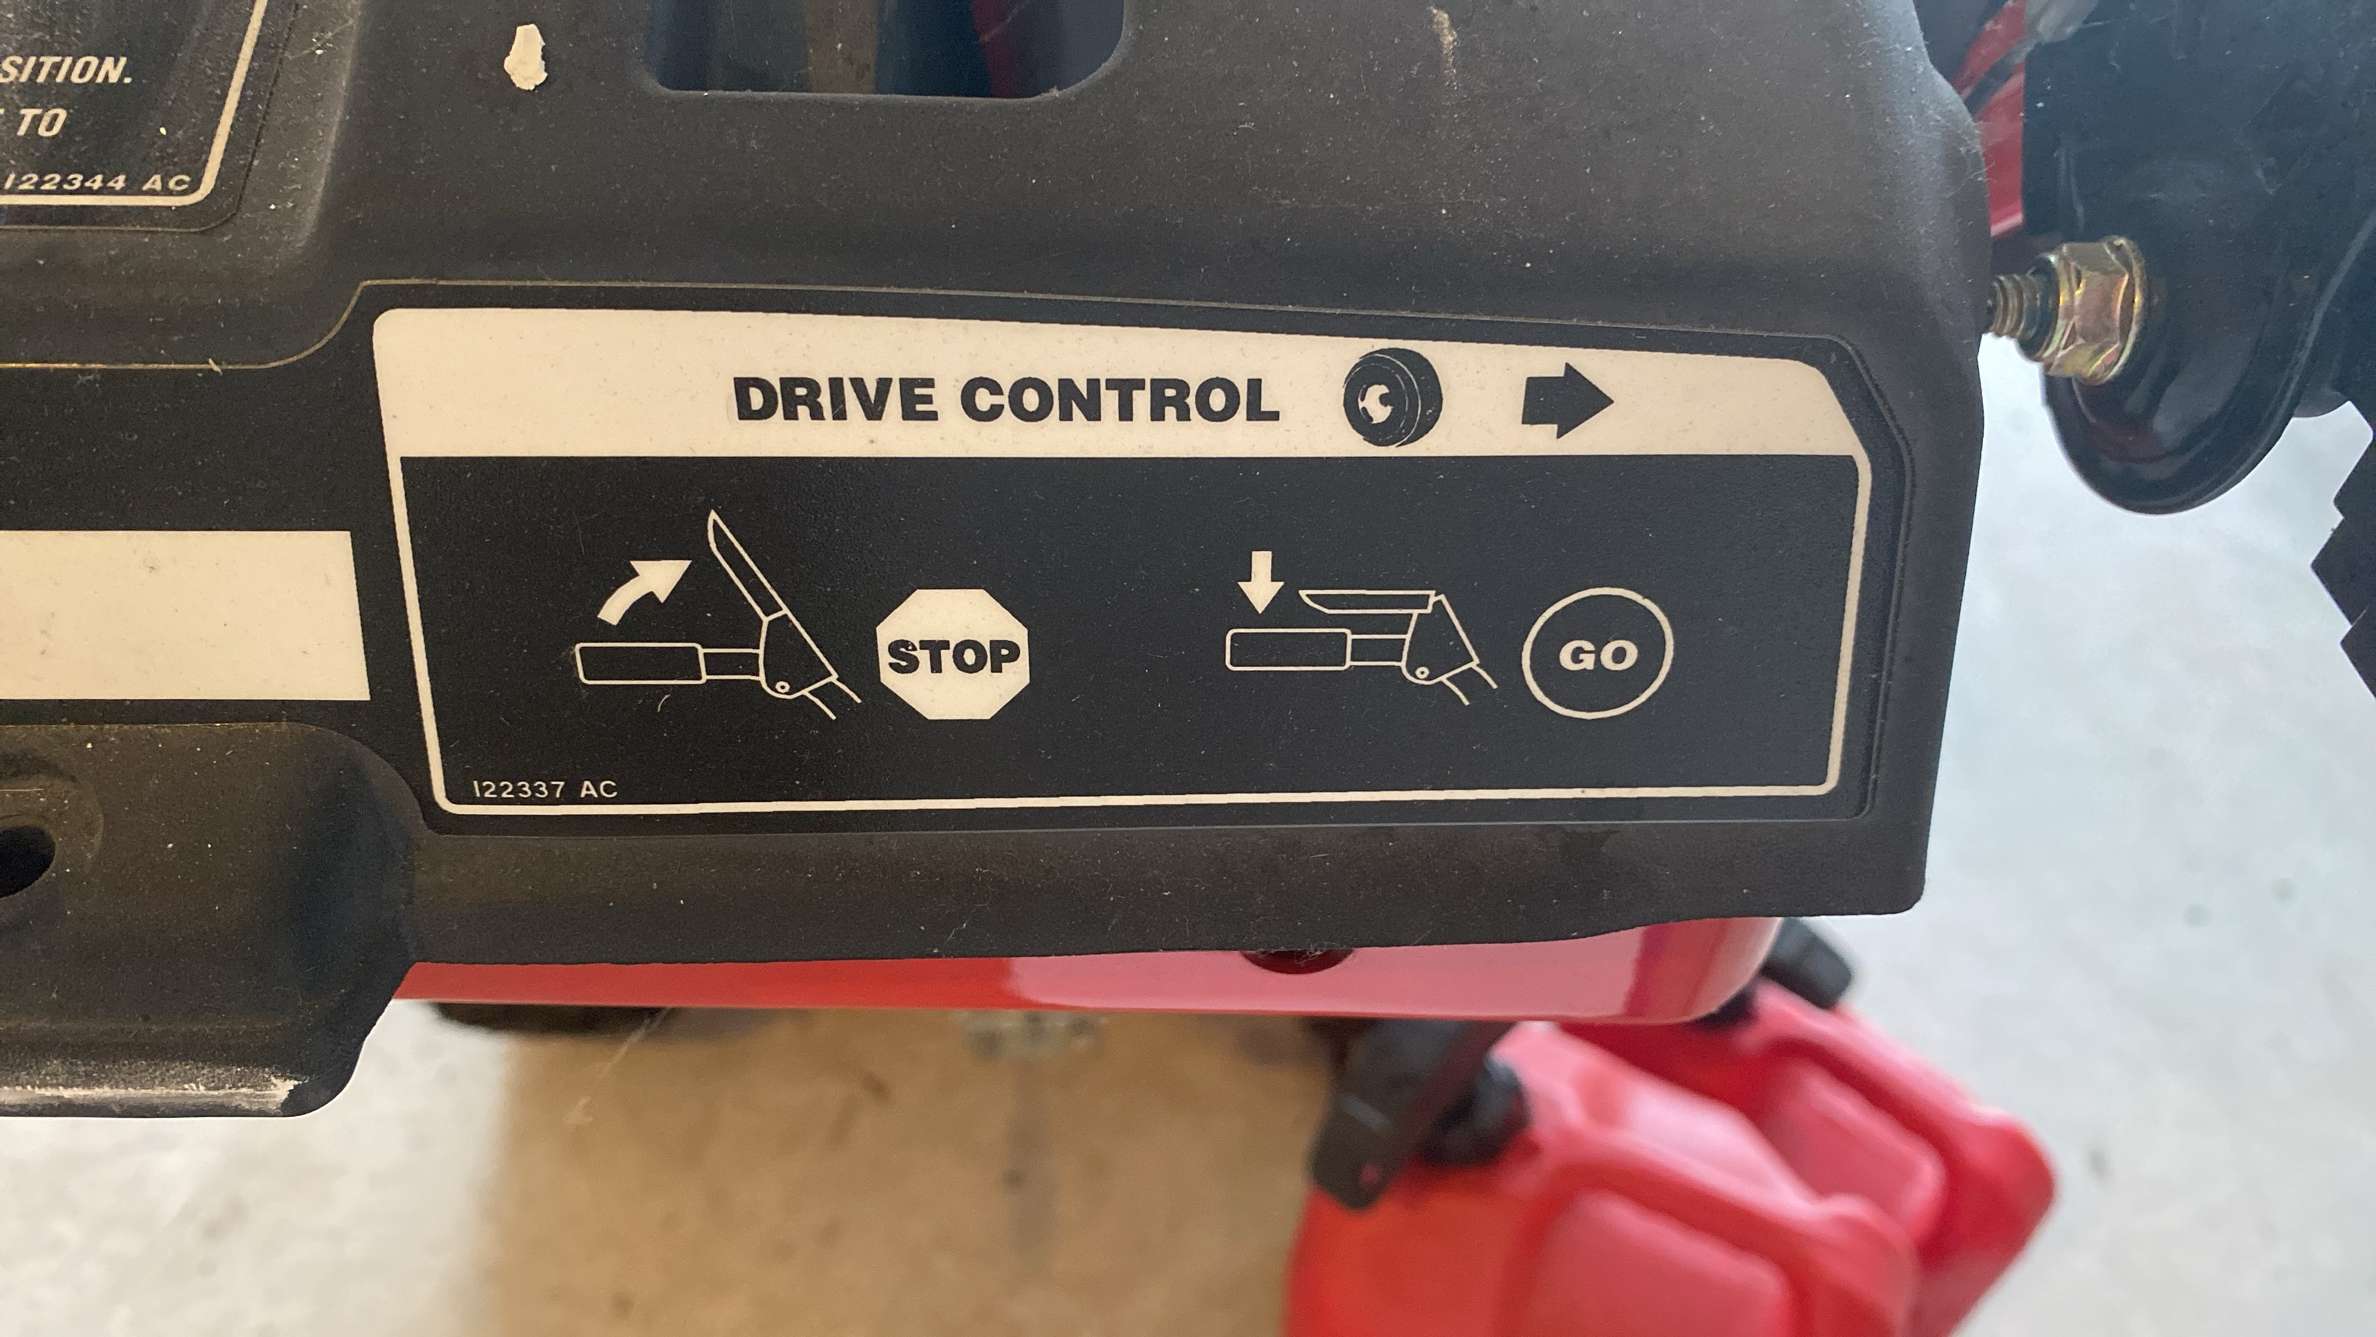 SITION.
TO
122344 AC
DRIVE CONTROL
STOP
GO
122337 AC